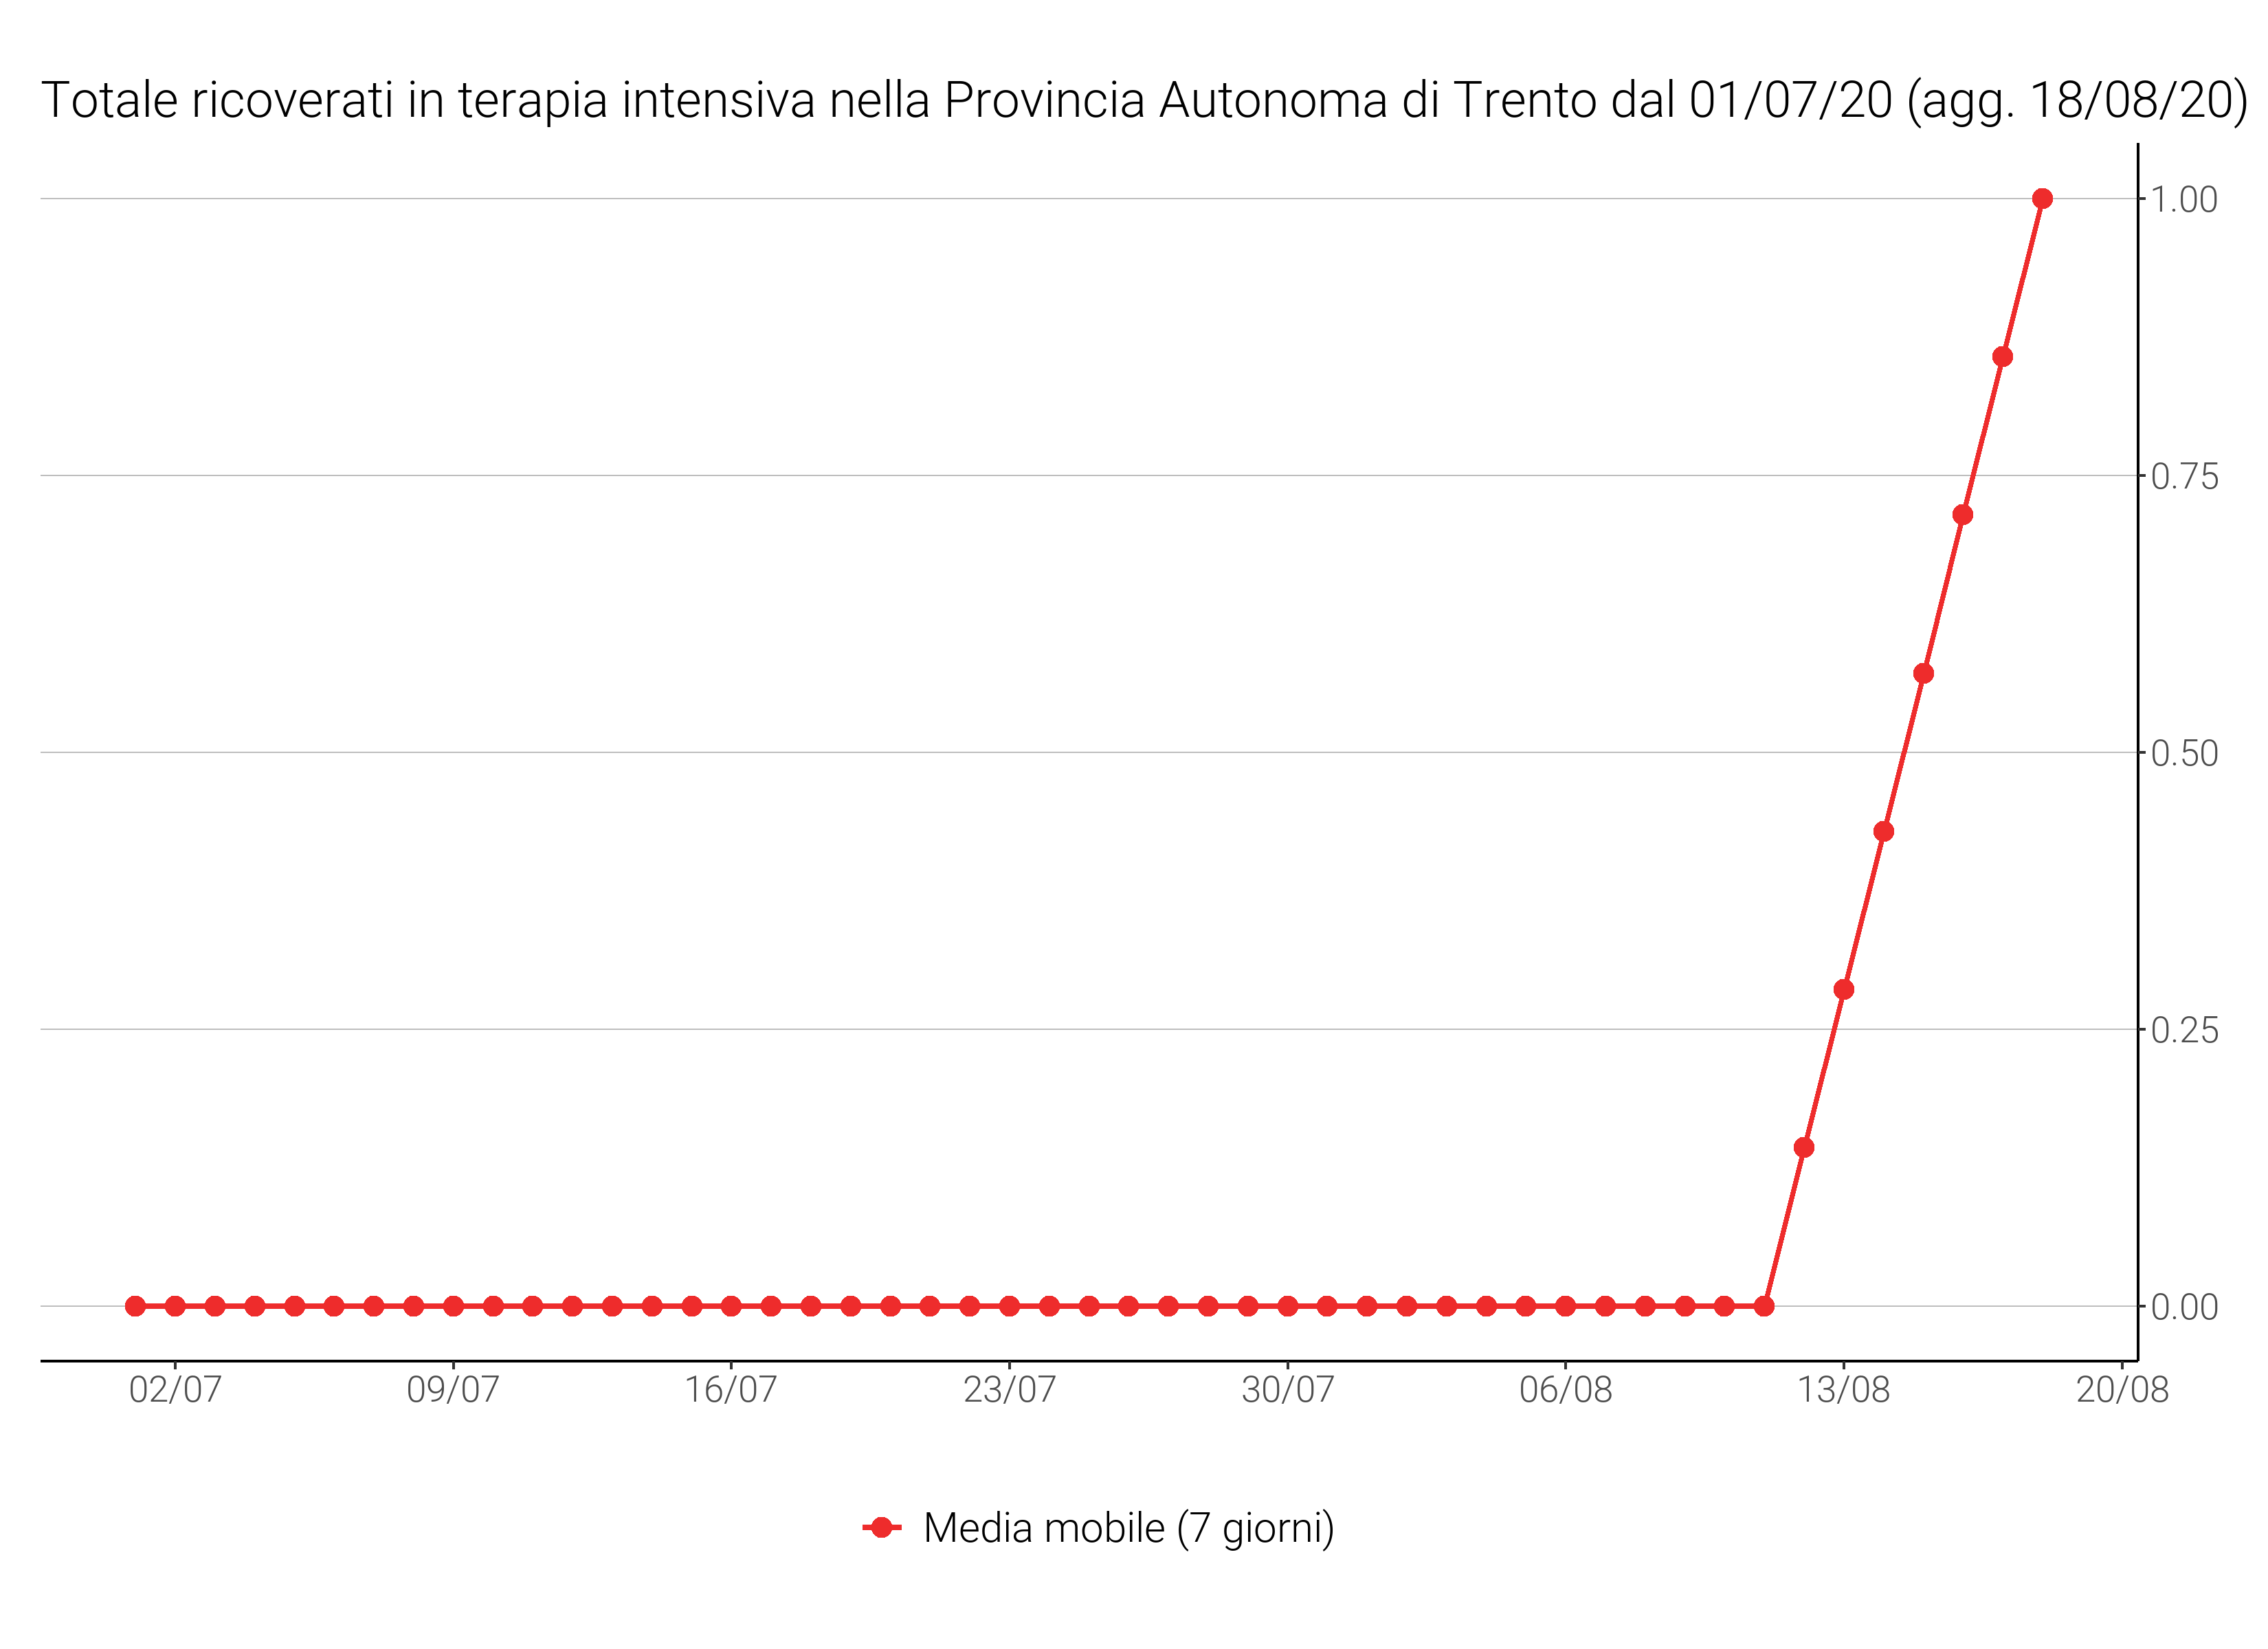 Totale ricoverati in terapia intensiva nella Provincia Autonoma di Trento dal 01/07/20 (agg. 18/08/20)
1.00
0.75
0.50
0.25
0.00
02/07 09/07 16/07 23/07 30/07 06/08 13/08 20/08
Media mobile (7 giorni)